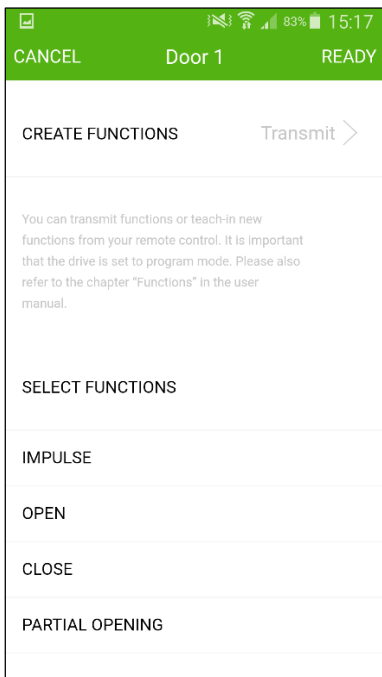 83% 15:17
CANCEL Door 1 READY
CREATE FUNCTIONS Transmit
You can transmit functions or teach-in new
functions from your remote control. It is important
that the drive is set to program mode. Please also
refer to the chapter “Functions” in the user
manual.
SELECT FUNCTIONS
IMPULSE
OPEN
CLOSE
PARTIAL OPENING